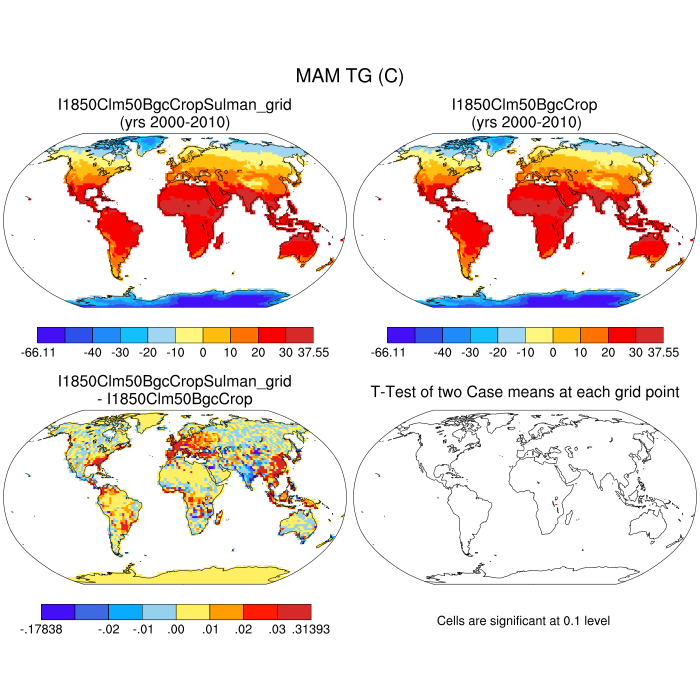 MAM TG (C)
I1850Clm50BgcCropSulman_grid
(yrs 2000-2010)
I1850Clm50BgcCrop
(yrs 2000-2010)
-66.11 -40 -30 -20 -10 0 10 20 30 37.55
-66.11 -40 -30 -20 -10 0 10 20 30 37.55
I1850Clm50BgcCropSulman_grid
- I1850Clm50BgcCrop
T-Test of two Case means at each grid point
-.17838 -.02 -.01 .00 .01 .02 .03 .31393
Cells are significant at 0.1 level